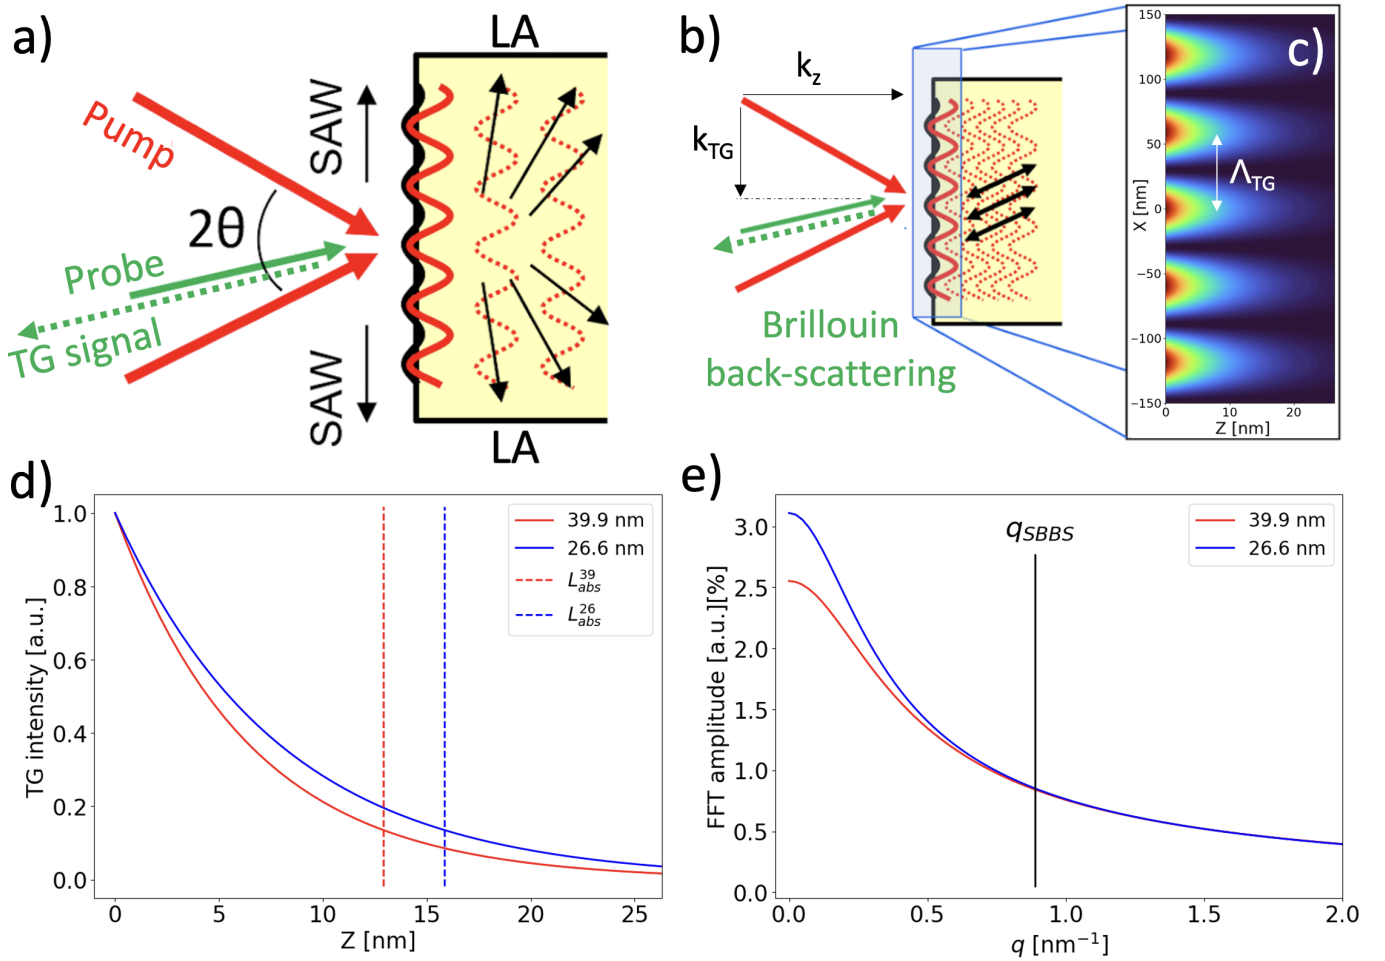 a)
LA
SAW
Pump
2θ
Probe
TG signal
SAW
LA
b)
k_z
k_TG
Brillouin
back-scattering
c)
Λ_TG
X [nm]
150
100
50
0
−50
−100
−150
0
10
20
Z [nm]
d)
TG intensity [a.u.]
1.0
0.8
0.6
0.4
0.2
0.0
0
5
10
15
20
25
Z [nm]
39.9 nm
26.6 nm
L_abs^39
L_abs^26
e)
FFT amplitude [a.u.][%]
3.0
2.5
2.0
1.5
1.0
0.5
0.0
0.0
0.5
1.0
1.5
2.0
q [nm⁻¹]
q_SBBS
39.9 nm
26.6 nm